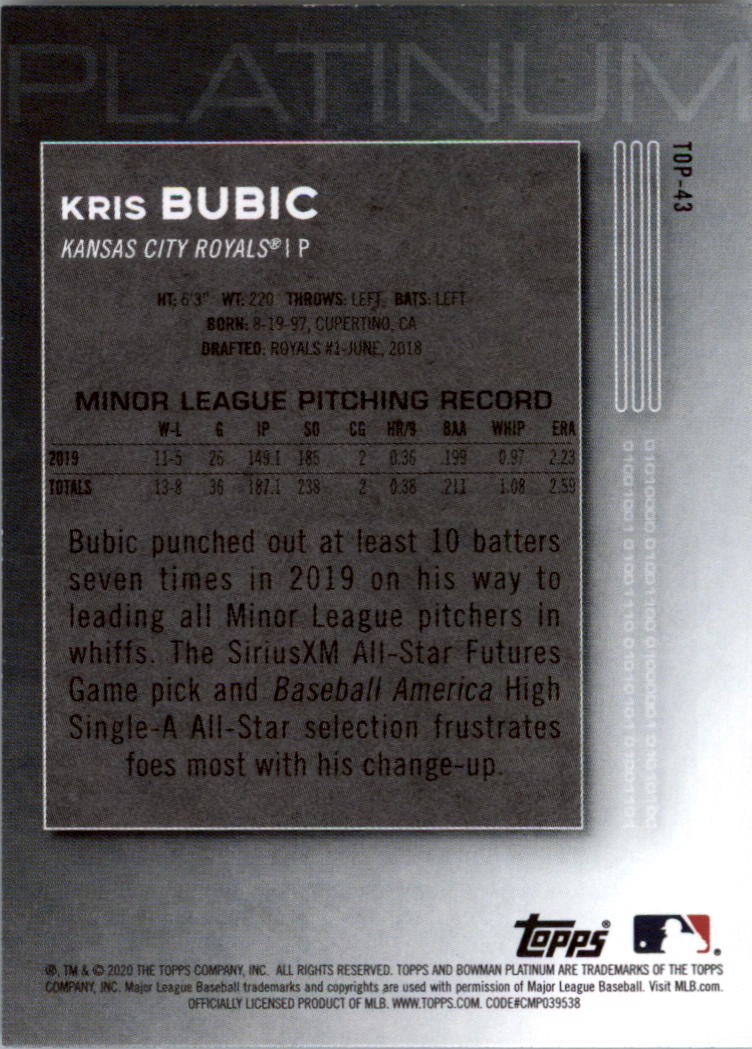 PLATINUM
TOP-43
KRIS BUBIC
KANSAS CITY ROYALS® | P
HT: 6'3" WT: 220 THROWS: LEFT BATS: LEFT
BORN: 8-19-97, CUPERTINO, CA
DRAFTED: ROYALS #1-JUNE, 2018
MINOR LEAGUE PITCHING RECORD
W-L G IP SO CG HR/9 BAA WHIP ERA
2019 11-5 26 149.1 185 2 0.36 .199 0.97 2.23
TOTALS 13-8 36 187.1 238 2 0.38 .211 1.08 2.59
Bubic punched out at least 10 batters
seven times in 2019 on his way to
leading all Minor League pitchers in
whiffs. The SiriusXM All-Star Futures
Game pick and Baseball America High
Single-A All-Star selection frustrates
foes most with his change-up.
topps®
®, TM & © 2020 THE TOPPS COMPANY, INC. ALL RIGHTS RESERVED. TOPPS AND BOWMAN PLATINUM ARE TRADEMARKS OF THE TOPPS
COMPANY, INC. Major League Baseball trademarks and copyrights are used with permission of Major League Baseball. Visit MLB.com.
OFFICIALLY LICENSED PRODUCT OF MLB. WWW.TOPPS.COM. CODE#CMP039538